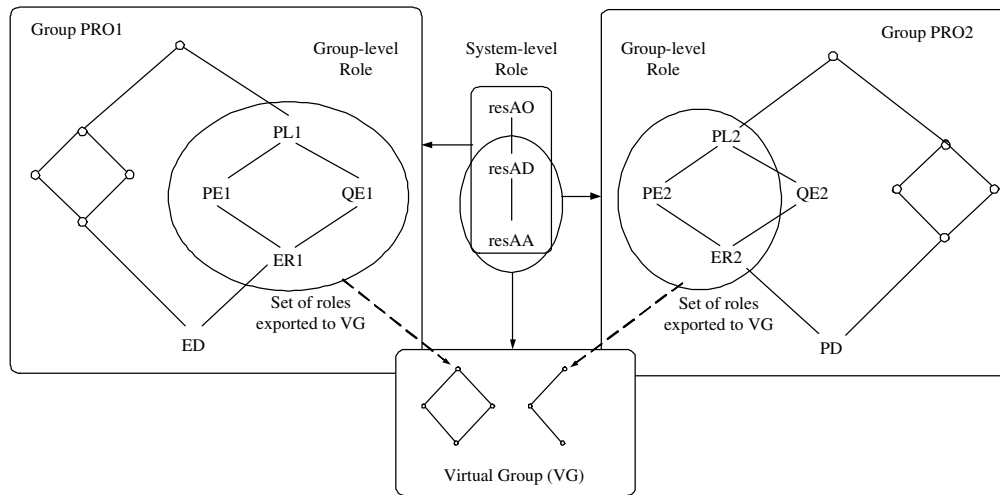 Group PRO1
Group-level
Role
PL1
PE1
QE1
ER1
Set of roles
exported to VG
ED
System-level
Role
resAO
resAD
resAA
Group PRO2
Group-level
Role
PL2
PE2
QE2
ER2
Set of roles
exported to VG
PD
Virtual Group (VG)